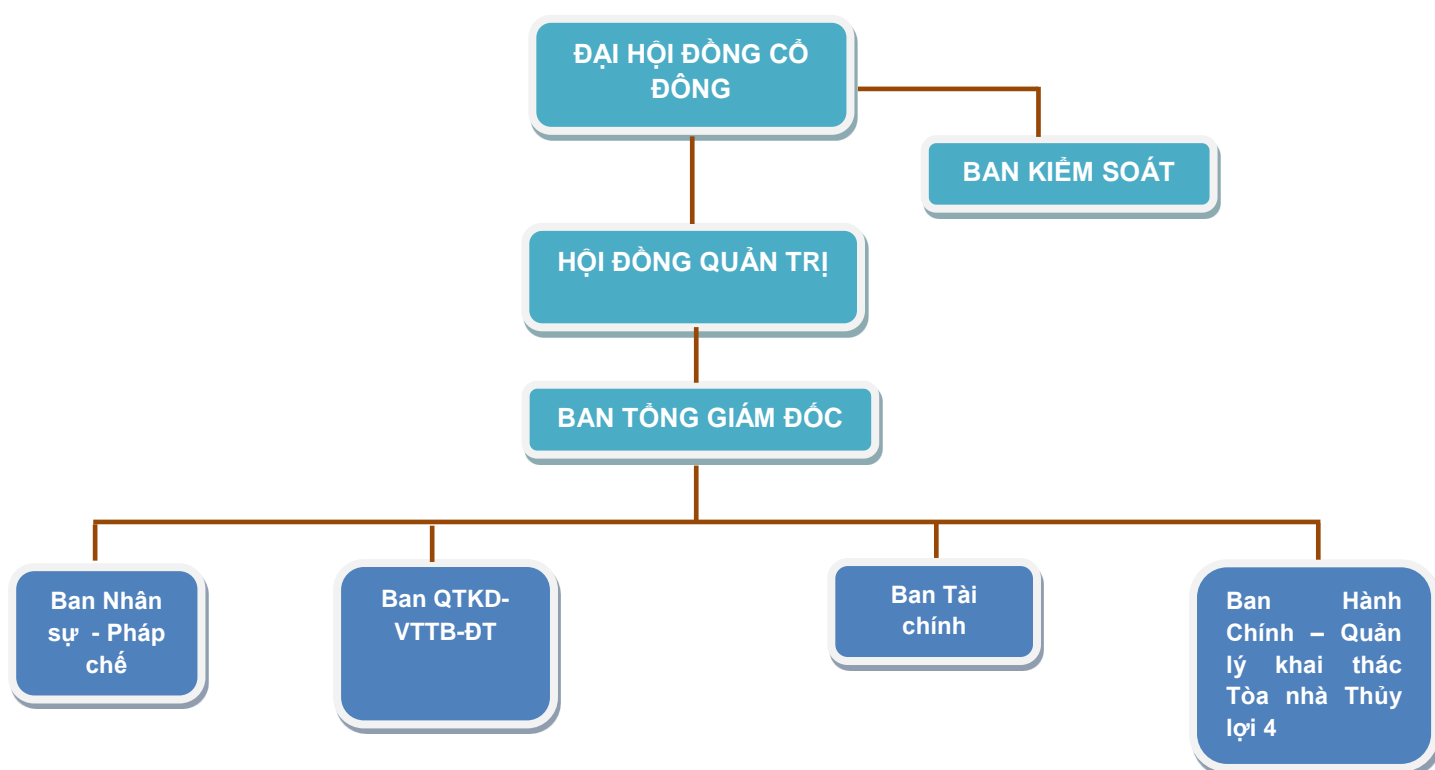 ĐẠI HỘI ĐỒNG CỔ
ĐÔNG
BAN KIỂM SOÁT
HỘI ĐỒNG QUẢN TRỊ
BAN TỔNG GIÁM ĐỐC
Ban Nhân
sự - Pháp
chế
Ban QTKD-
VTTB-ĐT
Ban Tài
chính
Ban Hành
Chính – Quản
lý khai thác
Tòa nhà Thủy
lợi 4